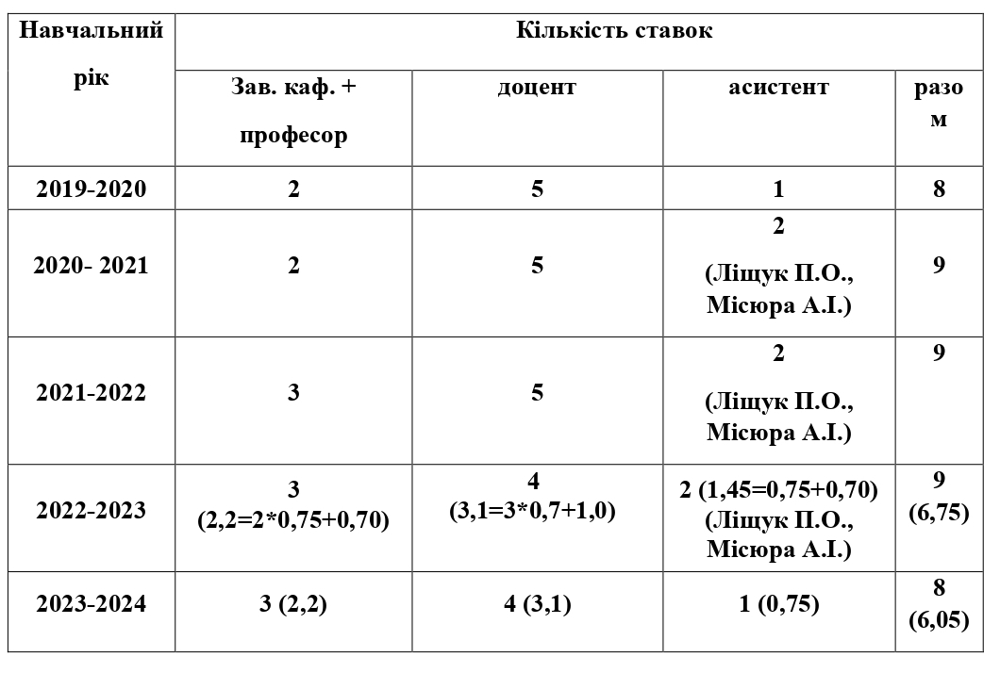 Навчальний
рік
Кількість ставок
Зав. каф. +
професор
доцент
асистент
разо
м
2019-2020
2
5
1
8
2020- 2021
2
5
2
(Ліщук П.О.,
Місюра А.І.)
9
2021-2022
3
5
2
(Ліщук П.О.,
Місюра А.І.)
9
2022-2023
3
(2,2=2*0,75+0,70)
4
(3,1=3*0,7+1,0)
2 (1,45=0,75+0,70)
(Ліщук П.О.,
Місюра А.І.)
9
(6,75)
2023-2024
3 (2,2)
4 (3,1)
1 (0,75)
8
(6,05)